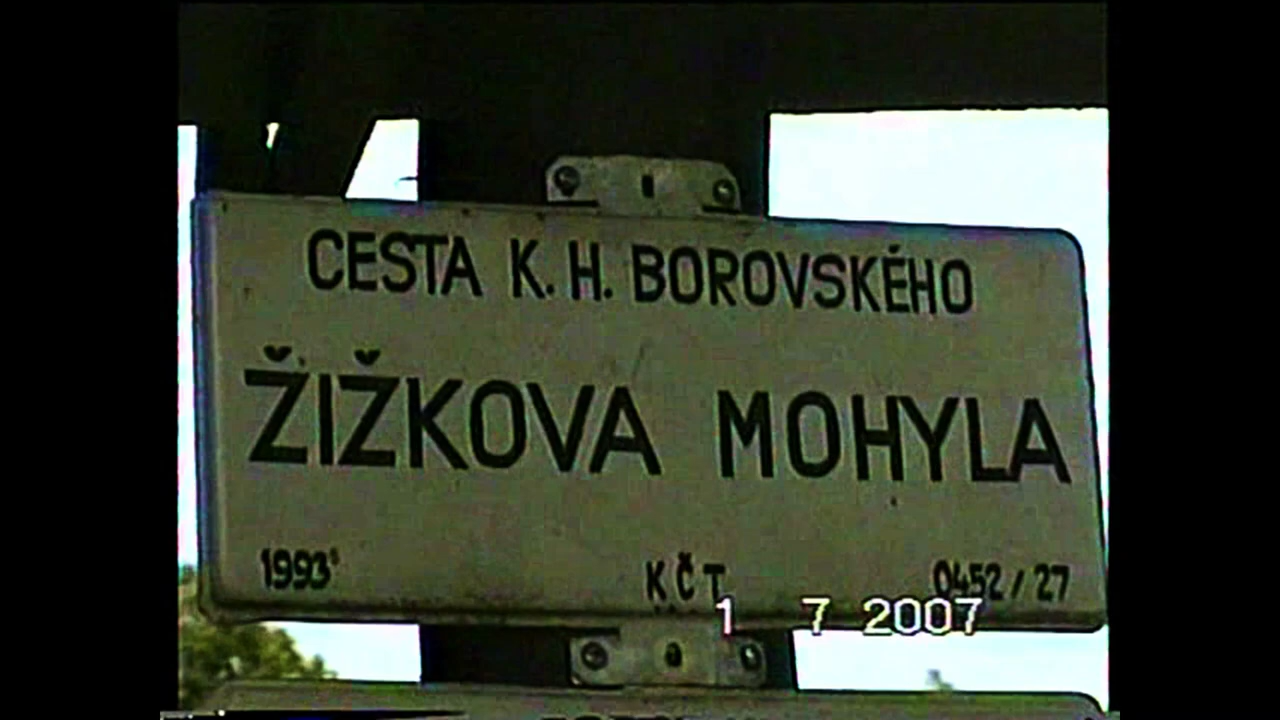 CESTA K. H. BOROVSKÉHO
ŽIŽKOVA MOHYLA
1993 KČT 0452/27
1 7 2007